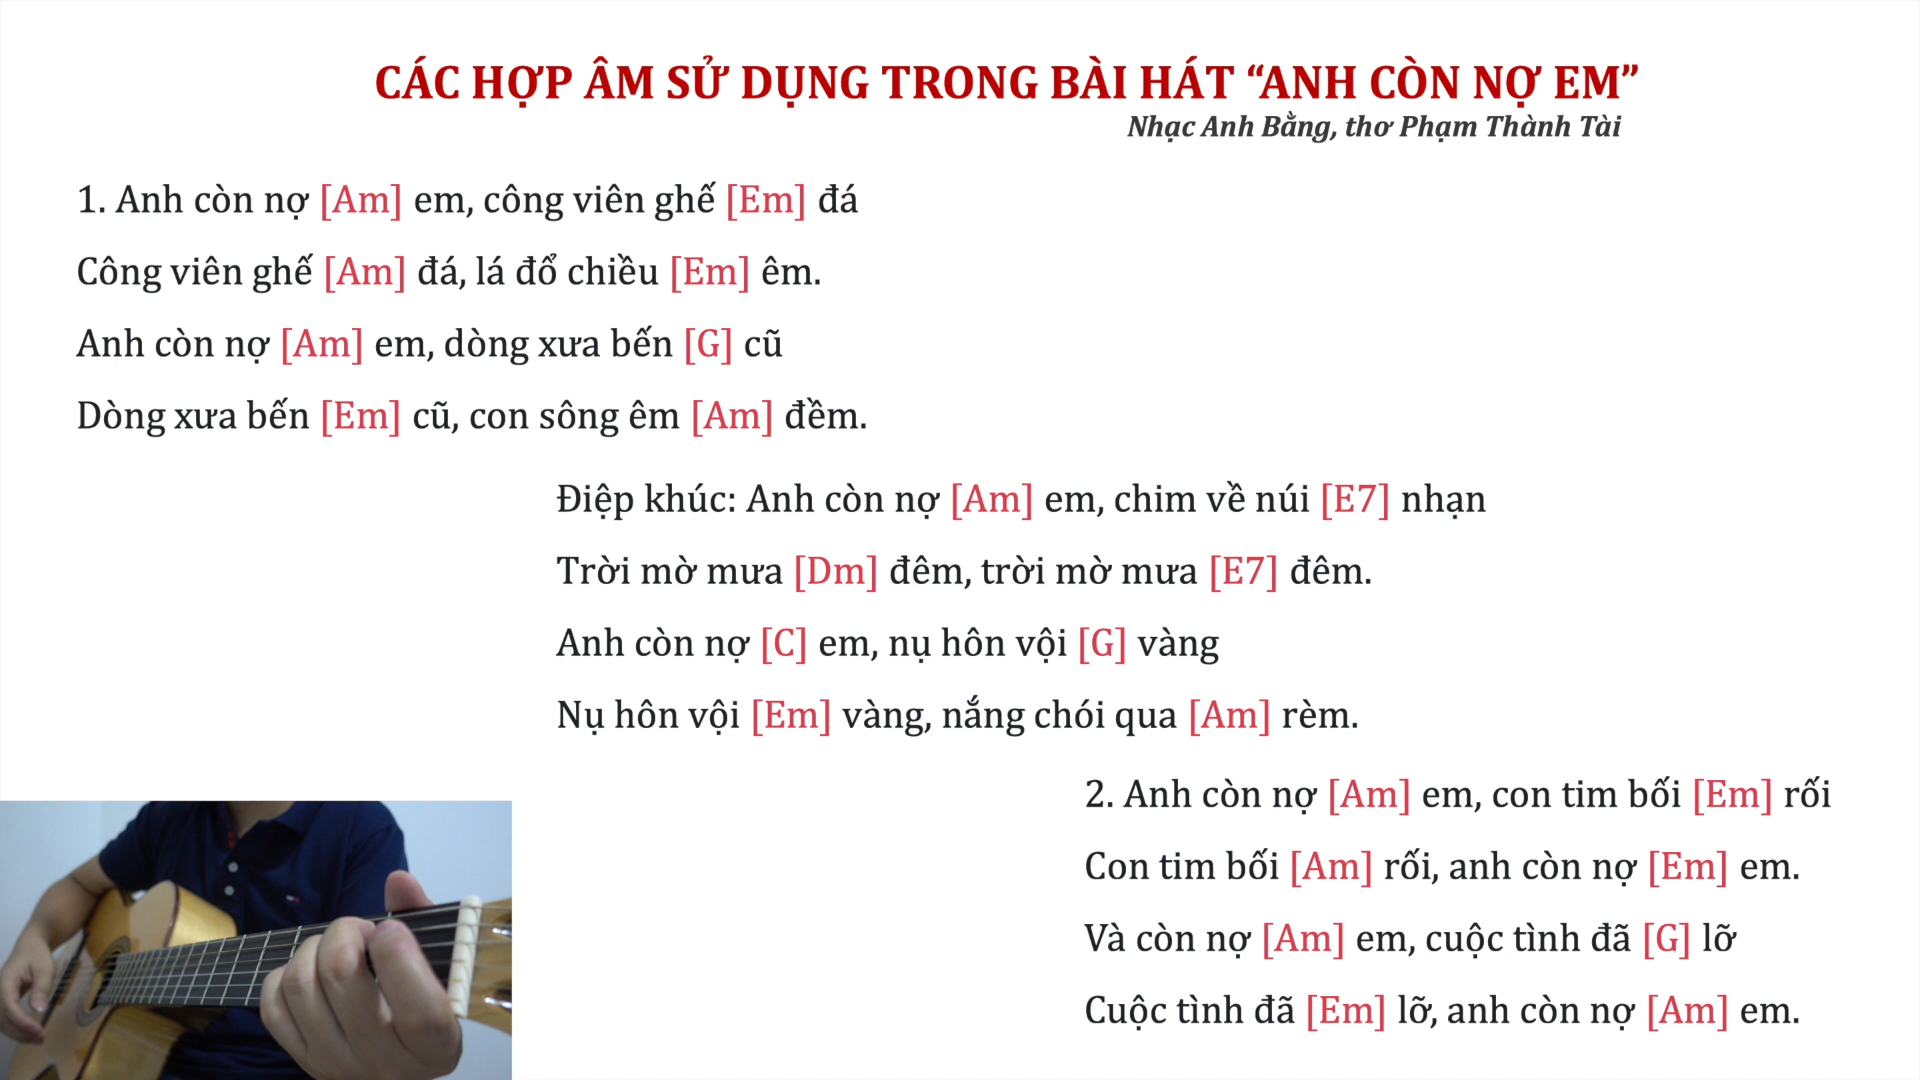 CÁC HỢP ÂM SỬ DỤNG TRONG BÀI HÁT “ANH CÒN NỢ EM”
Nhạc Anh Bằng, thơ Phạm Thành Tài
1. Anh còn nợ [Am] em, công viên ghế [Em] đá
Công viên ghế [Am] đá, lá đổ chiều [Em] êm.
Anh còn nợ [Am] em, dòng xưa bến [G] cũ
Dòng xưa bến [Em] cũ, con sông êm [Am] đềm.
Điệp khúc: Anh còn nợ [Am] em, chim về núi [E7] nhạn
Trời mờ mưa [Dm] đêm, trời mờ mưa [E7] đêm.
Anh còn nợ [C] em, nụ hôn vội [G] vàng
Nụ hôn vội [Em] vàng, nắng chói qua [Am] rèm.
2. Anh còn nợ [Am] em, con tim bối [Em] rối
Con tim bối [Am] rối, anh còn nợ [Em] em.
Và còn nợ [Am] em, cuộc tình đã [G] lỡ
Cuộc tình đã [Em] lỡ, anh còn nợ [Am] em.